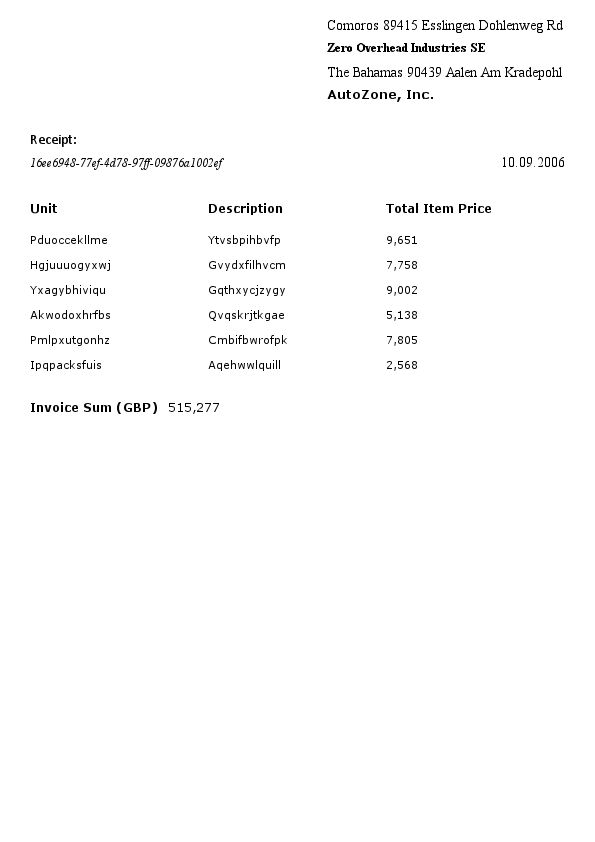 Comoros 89415 Esslingen Dohlenweg Rd
Zero Overhead Industries SE
The Bahamas 90439 Aalen Am Kradepohl
AutoZone, Inc.
Receipt:
16ee6948-77ef-4d78-97ff-09876a1002ef 10.09.2006
Unit Description Total Item Price
Pduoccekllme Ytvsbpihbvfp 9,651
Hgjuuuogyxwj Gvydxfilhvcm 7,758
Yxagybhiviqu Gqthxycjzygy 9,002
Akwodoxhrfbs Qvqskrjtkgae 5,138
Pmlpxutgonhz Cmbifbwrofpk 7,805
Ipqpacksfuis Aqehwwlquill 2,568
Invoice Sum (GBP) 515,277